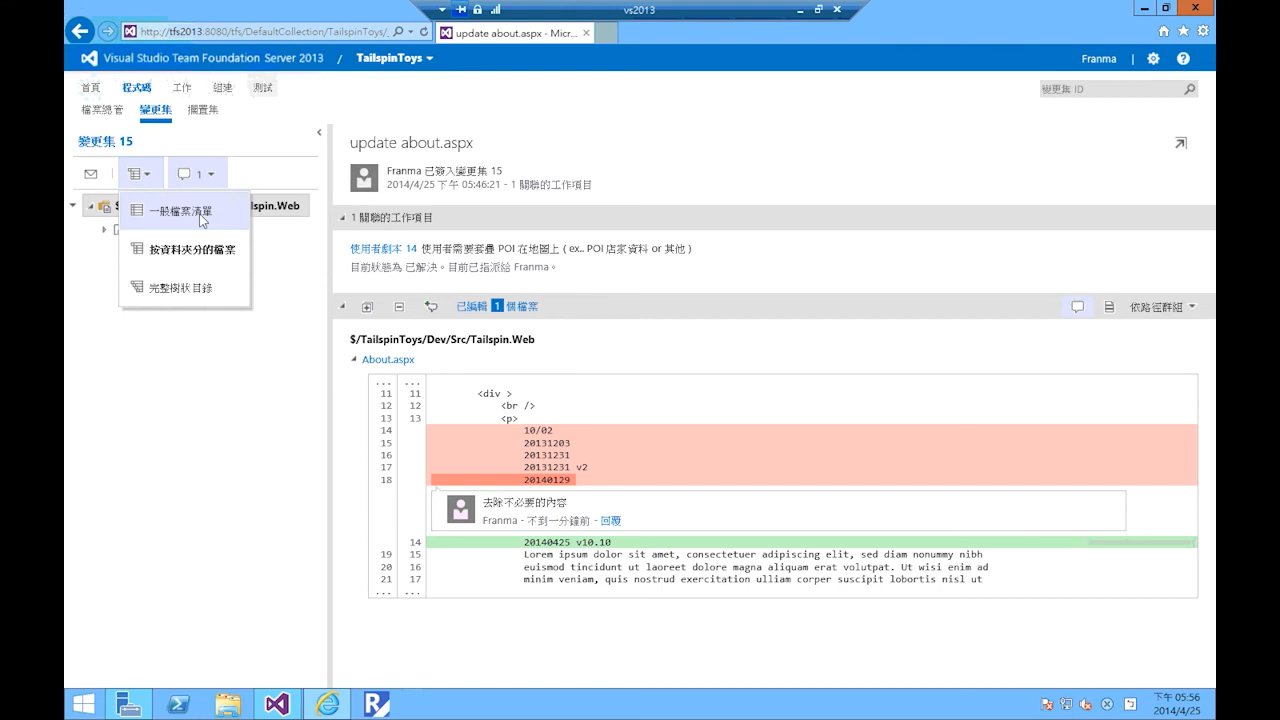 vs2013
http://tfs2013:8080/tfs/DefaultCollection/TailspinToys/_
update about.aspx - Micr...
Visual Studio Team Foundation Server 2013 / TailspinToys
Franma
首頁 程式碼 工作 組建 測試
變更集 ID
檔案總管 變更集 擱置集
變更集 15
1
spin.Web
一般檔案清單
按資料夾分的檔案
完整樹狀目錄
update about.aspx
Franma 已簽入變更集 15
2014/4/25 下午 05:46:21 - 1 關聯的工作項目
1 關聯的工作項目
使用者劇本 14 使用者需要套疊 POI 在地圖上 ( ex.. POI 店家資料 or 其他 )
目前狀態為 已解決。目前已指派給 Franma。
已編輯 1 個檔案
依路徑群組
$/TailspinToys/Dev/Src/Tailspin.Web
About.aspx
... ...
11 11 <div >
12 12 <br />
13 13 <p>
14 10/02
15 20131203
16 20131231
17 20131231 v2
18 20140129
去除不必要的內容
Franma - 不到一分鐘前 - 回覆
14 20140425 v10.10
19 15 Lorem ipsum dolor sit amet, consectetuer adipiscing elit, sed diam nonummy nibh
20 16 euismod tincidunt ut laoreet dolore magna aliquam erat volutpat. Ut wisi enim ad
21 17 minim veniam, quis nostrud exercitation ulliam corper suscipit lobortis nisl ut
... ...
下午 05:56
2014/4/25